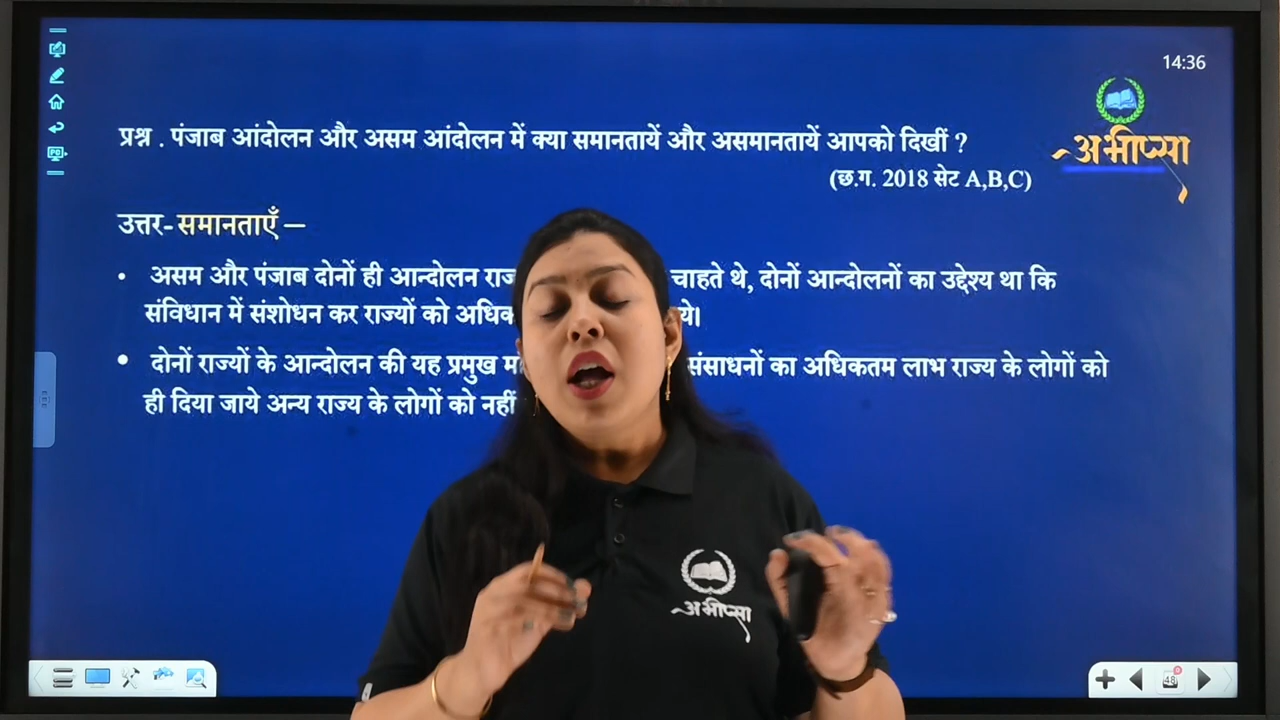 14:36
अभीप्सा
प्रश्न . पंजाब आंदोलन और असम आंदोलन में क्या समानतायें और असमानतायें आपको दिखीं ?
(छ.ग. 2018 सेट A,B,C)
उत्तर- समानताएँ –
• असम और पंजाब दोनों ही आन्दोलन चाहते थे, दोनों आन्दोलनों का उद्देश्य था कि
संविधान में संशोधन कर राज्यों को
• दोनों राज्यों के आन्दोलन की यह प्रमुख संसाधनों का अधिकतम लाभ राज्य के लोगों को
ही दिया जाये अन्य राज्य के लोगों को नहीं
अभीप्सा
48